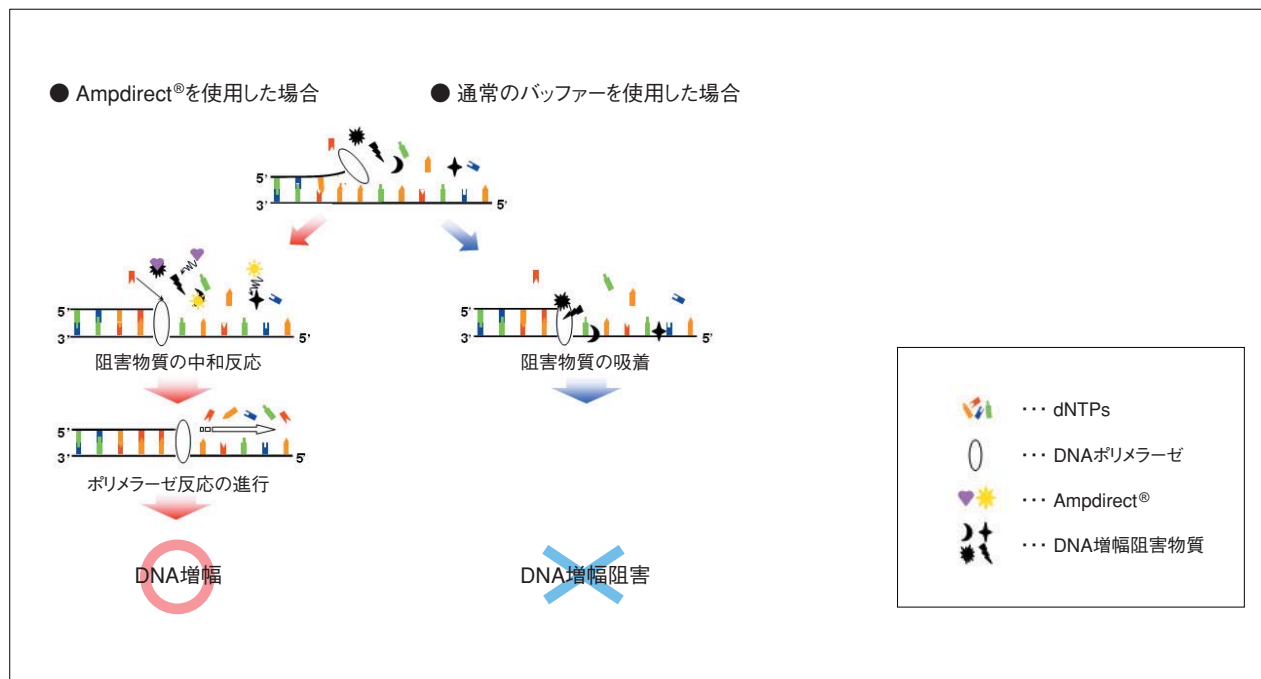 ● Ampdirect®を使用した場合
● 通常のバッファーを使用した場合
5'
3'
5'
5'
3'
5'
阻害物質の中和反応
5'
3'
5'
阻害物質の吸着
5'
3'
5'
ポリメラーゼ反応の進行
DNA増幅
DNA増幅阻害
··· dNTPs
··· DNAポリメラーゼ
··· Ampdirect®
··· DNA増幅阻害物質